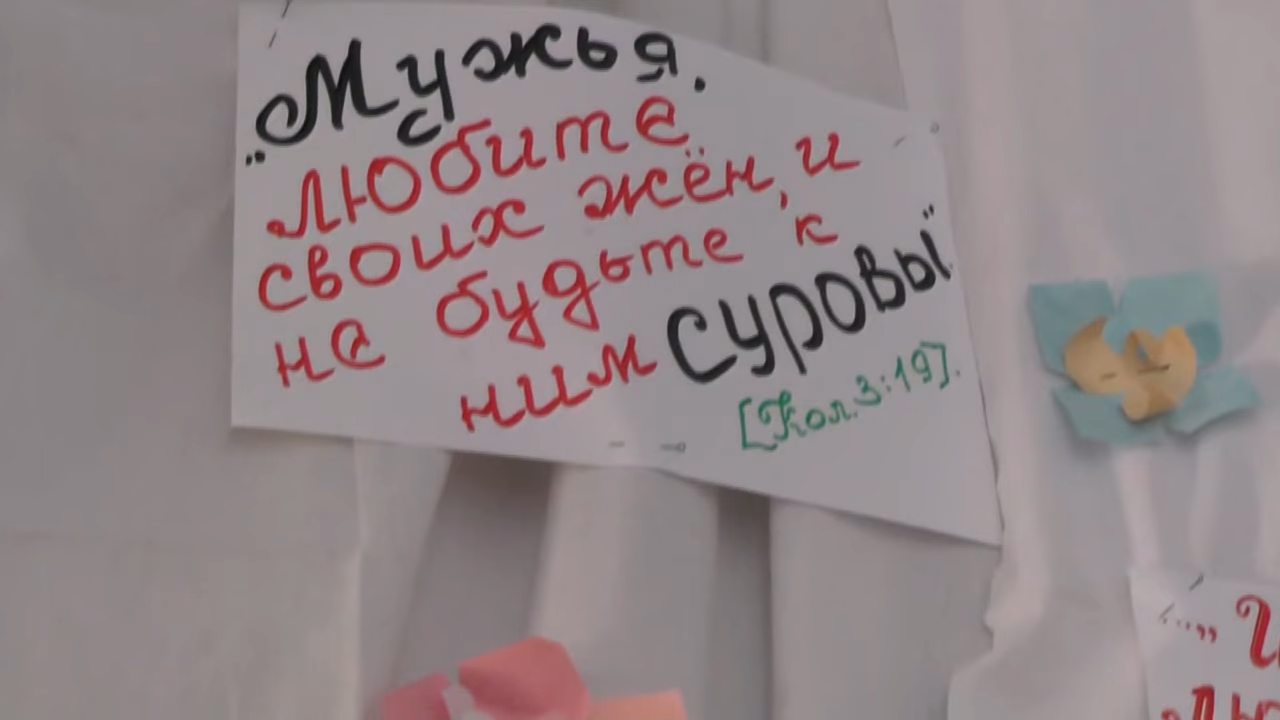 „Мужья.
любите
своих жён, и
не будьте к
ним СУРОВЫ"
[Кол. 3:19].